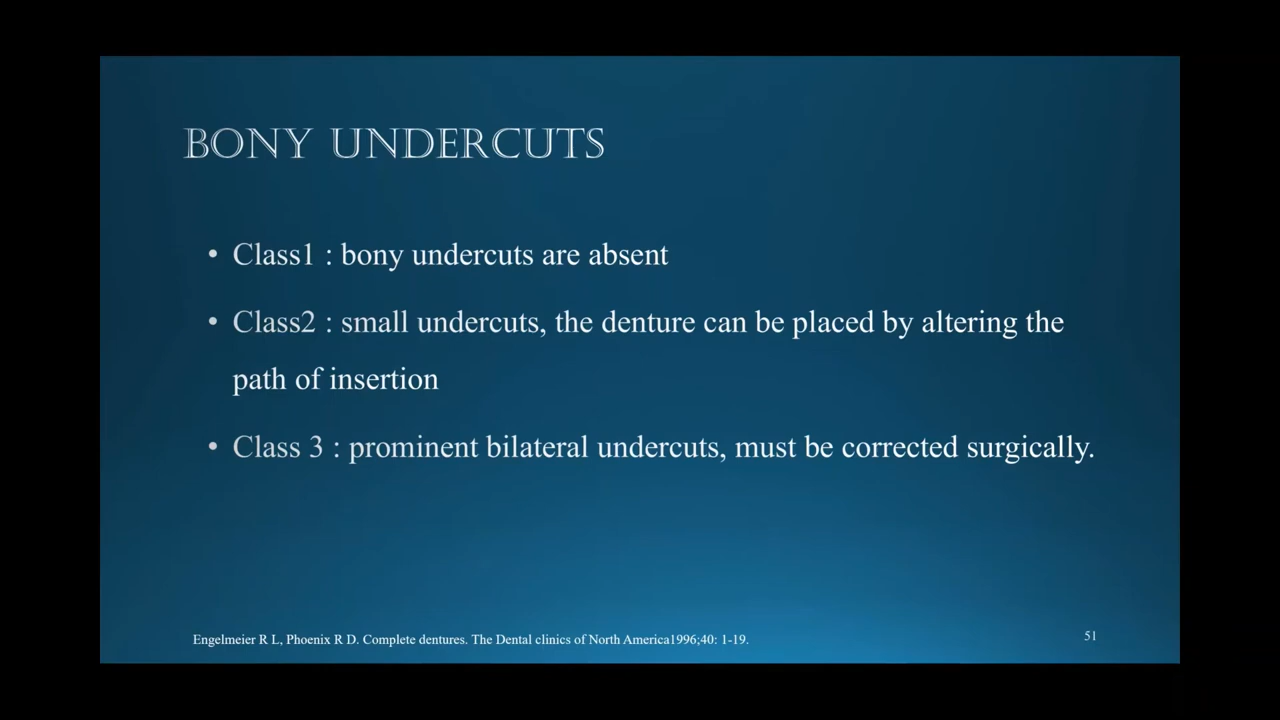 BONY UNDERCUTS
• Class1 : bony undercuts are absent
• Class2 : small undercuts, the denture can be placed by altering the
path of insertion
• Class 3 : prominent bilateral undercuts, must be corrected surgically.
Engelmeier R L, Phoenix R D. Complete dentures. The Dental clinics of North America1996;40: 1-19.
51